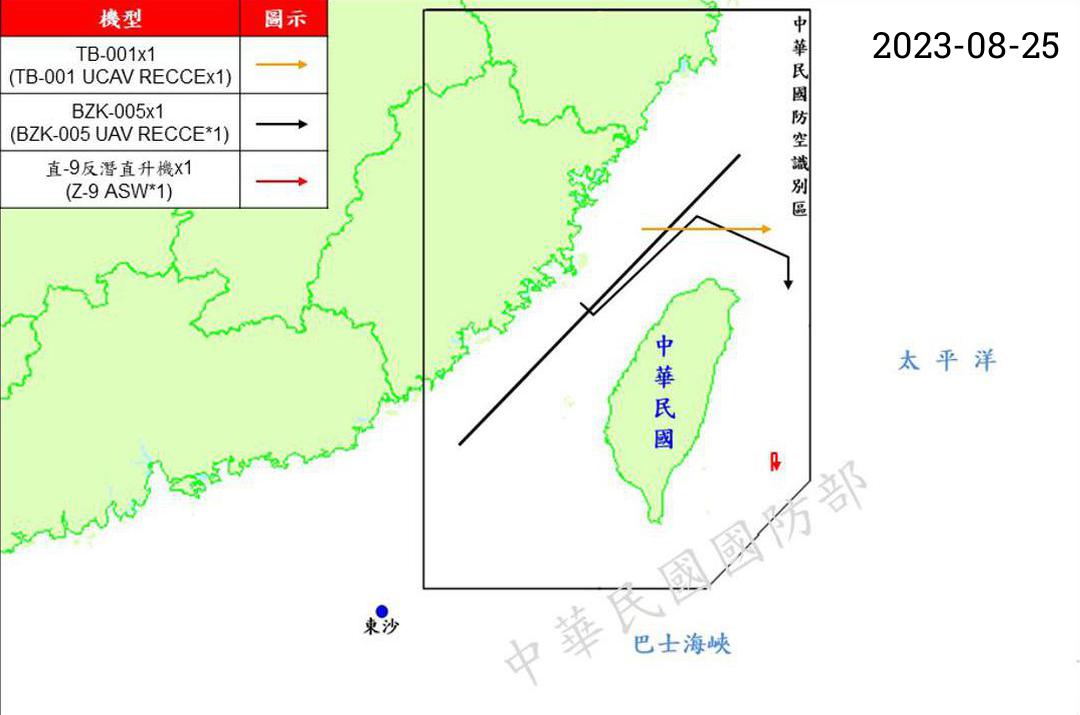 機型 圖示
TB-001x1
(TB-001 UCAV RECCEx1)
BZK-005x1
(BZK-005 UAV RECCE*1)
直-9反潛直升機x1
(Z-9 ASW*1)
2023-08-25
中華民國防空識別區
中華民國
太平洋
東沙
巴士海峽
中華民國國防部